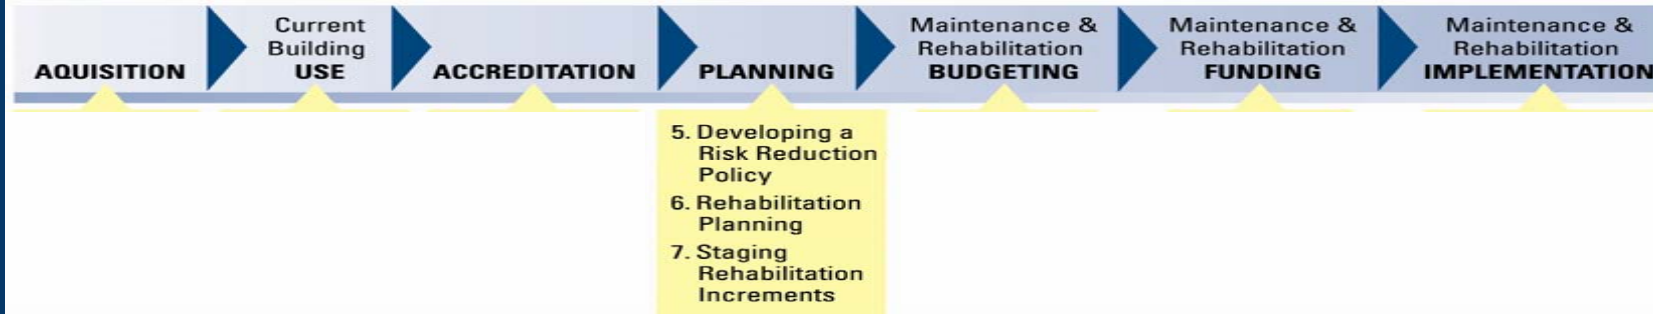 AQUISITION
Current
Building
USE
ACCREDITATION
PLANNING
Maintenance &
Rehabilitation
BUDGETING
Maintenance &
Rehabilitation
FUNDING
Maintenance &
Rehabilitation
IMPLEMENTATION
5. Developing a
Risk Reduction
Policy
6. Rehabilitation
Planning
7. Staging
Rehabilitation
Increments